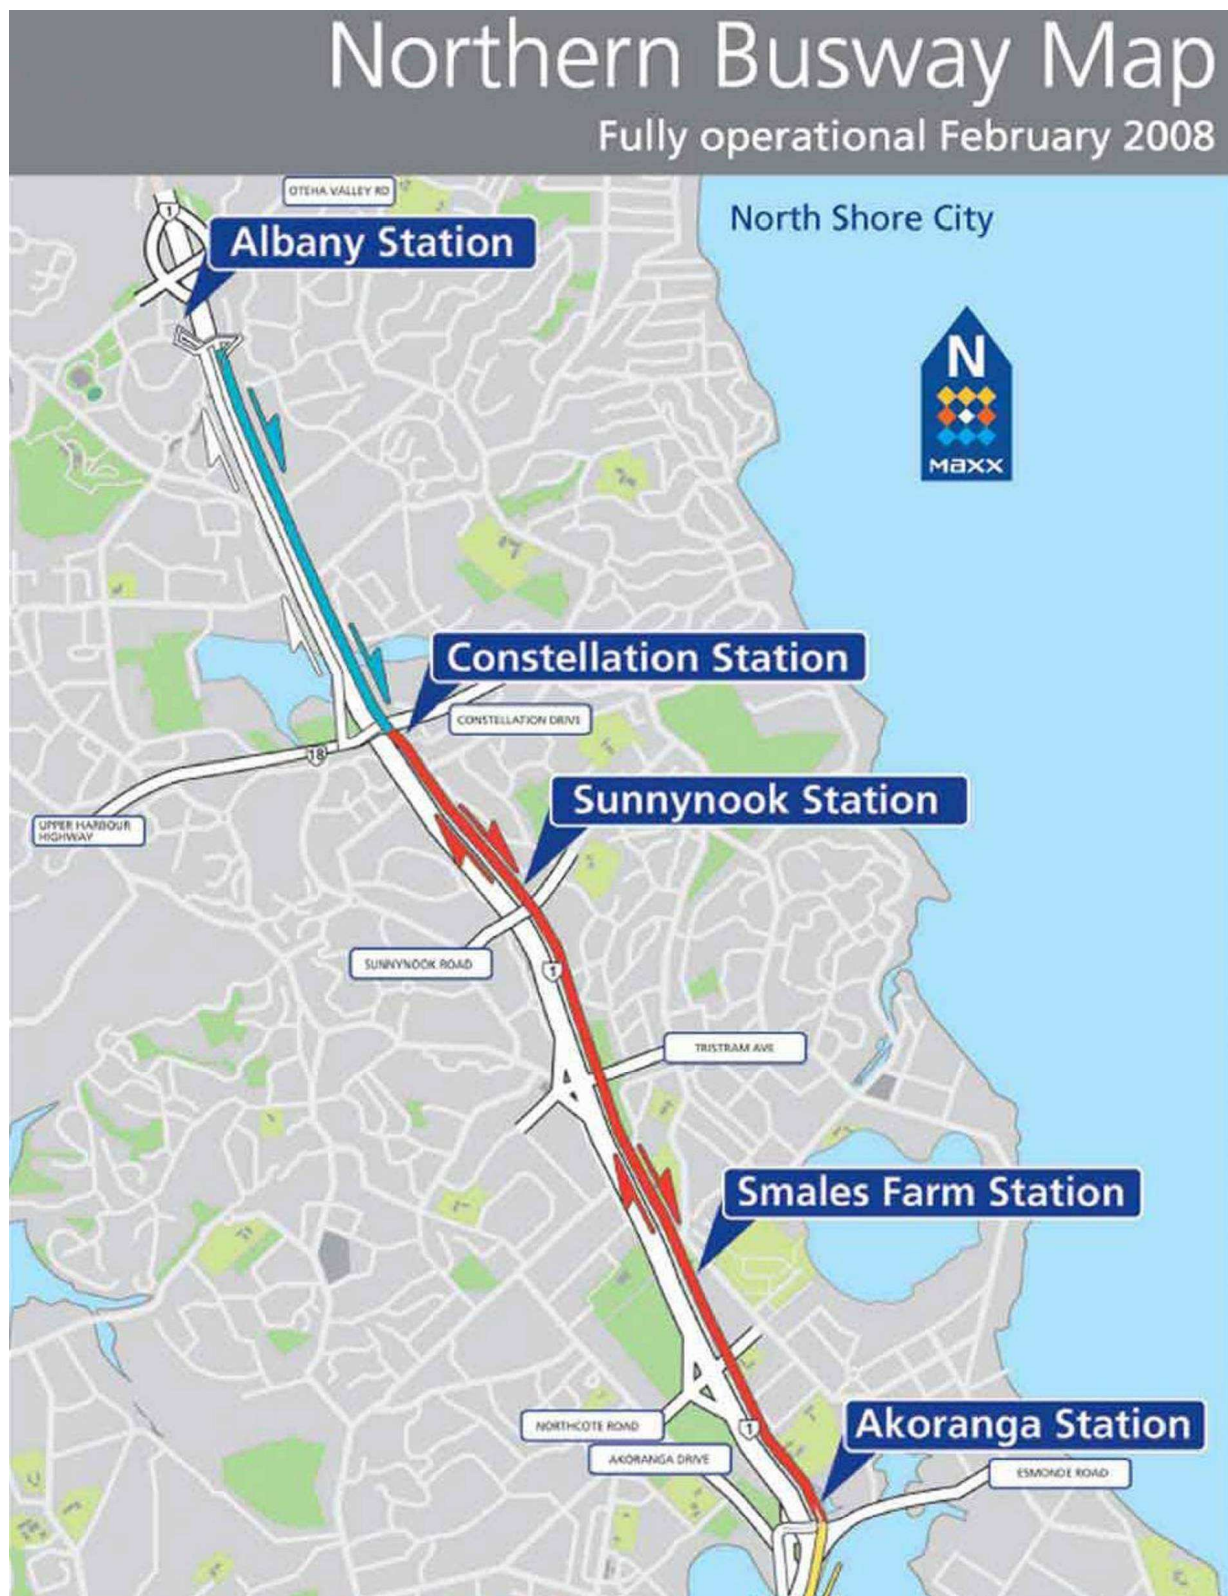 Northern Busway Map
Fully operational February 2008
OTEHA VALLEY RD
North Shore City
1
Albany Station
N
maxx
Constellation Station
CONSTELLATION DRIVE
18
Sunnynook Station
UPPER HARBOUR
HIGHWAY
SUNNYNOOK ROAD
1
TRISTRAM AVE
Smales Farm Station
NORTHCOTE ROAD
1
Akoranga Station
AKORANGA DRIVE
ESMONDE ROAD